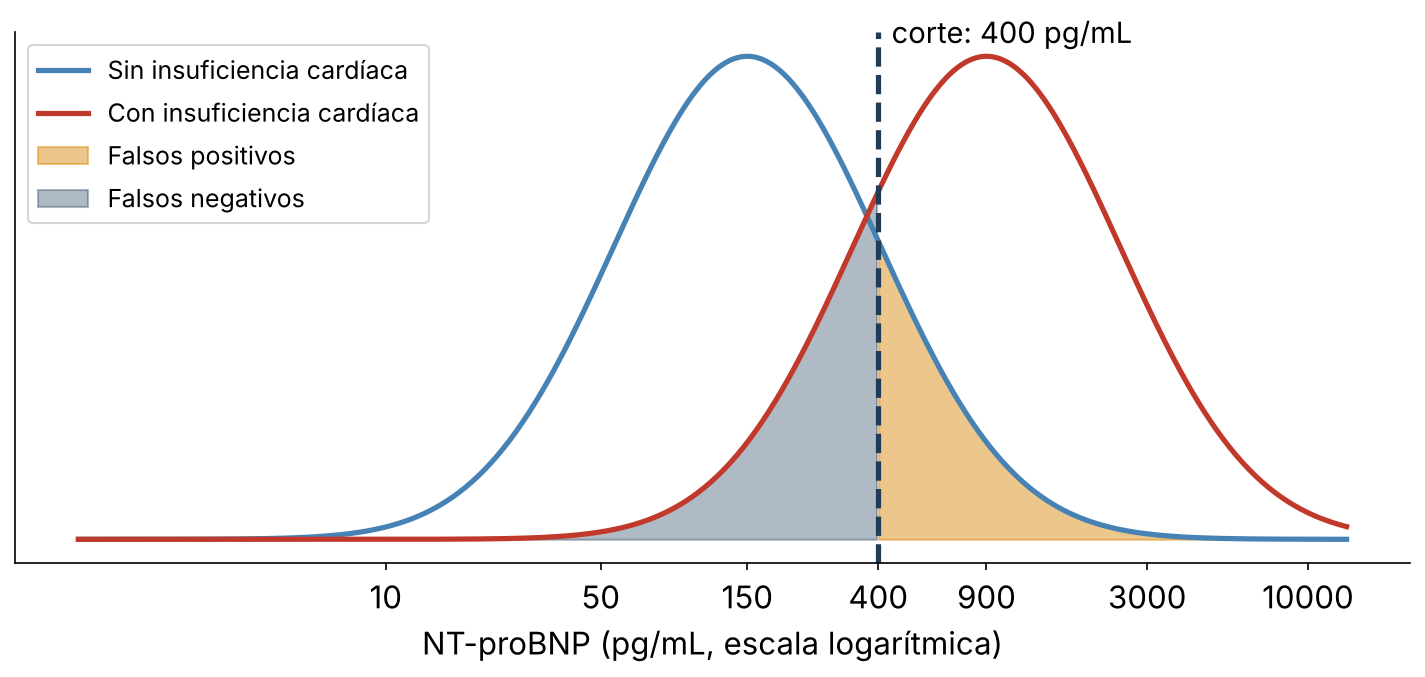 corte: 400 pg/mL
Sin insuficiencia cardíaca
Con insuficiencia cardíaca
Falsos positivos
Falsos negativos
10 50 150 400 900 3000 10000
NT-proBNP (pg/mL, escala logarítmica)